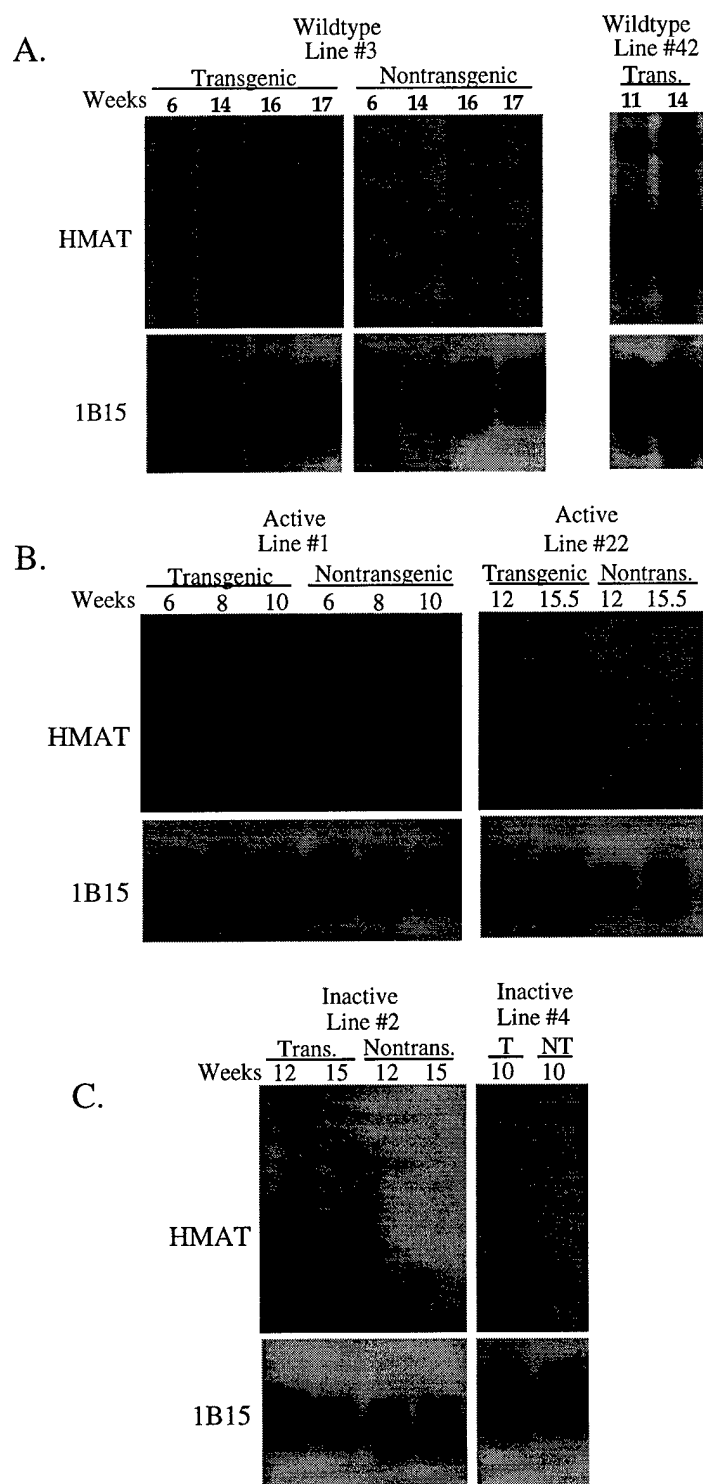 A.
Wildtype
Line #3
Wildtype
Line #42
Transgenic
Nontransgenic
Trans.
Weeks 6 14 16 17 6 14 16 17 11 14
HMAT
1B15
B.
Active
Line #1
Active
Line #22
Transgenic Nontransgenic
Transgenic Nontrans.
Weeks 6 8 10 6 8 10 12 15.5 12 15.5
HMAT
1B15
C.
Inactive
Line #2
Inactive
Line #4
Trans. Nontrans.
T NT
Weeks 12 15 12 15 10 10
HMAT
1B15